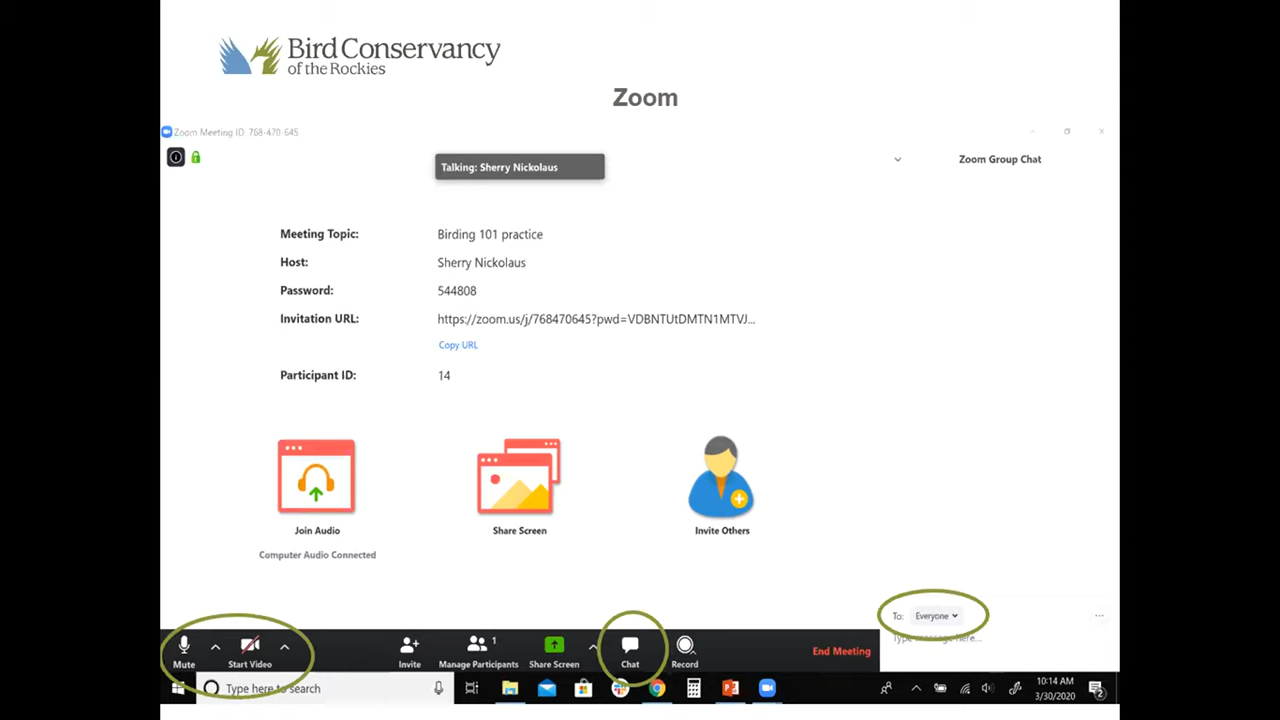 Bird Conservancy
of the Rockies
Zoom
Zoom Meeting ID: 768-470-645
Talking: Sherry Nickolaus
Zoom Group Chat
Meeting Topic: Birding 101 practice
Host: Sherry Nickolaus
Password: 544808
Invitation URL: https://zoom.us/j/768470645?pwd=VDBNTUtDMTN1MTVJ...
Copy URL
Participant ID: 14
Join Audio
Share Screen
Invite Others
Computer Audio Connected
To: Everyone
Type message here...
Mute
Start Video
Invite
1
Manage Participants
Share Screen
Chat
Record
End Meeting
Type here to search
10:14 AM
3/30/2020
2